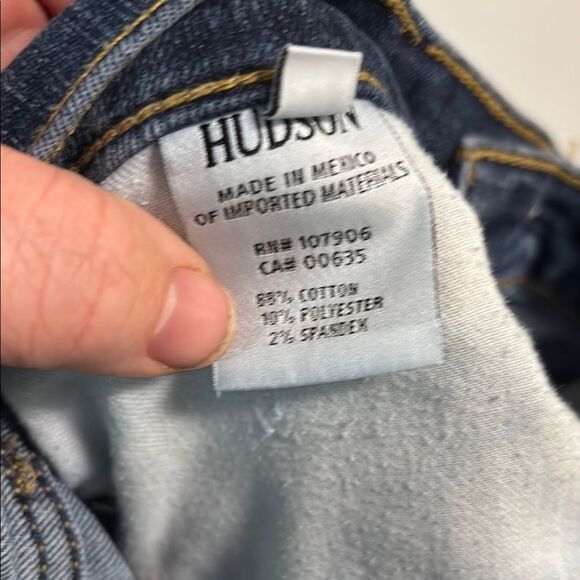 HUDSON
MADE IN MEXICO
OF IMPORTED MATERIALS
RN# 107906
CA# 00635
88% COTTON
10% POLYESTER
2% SPANDEX